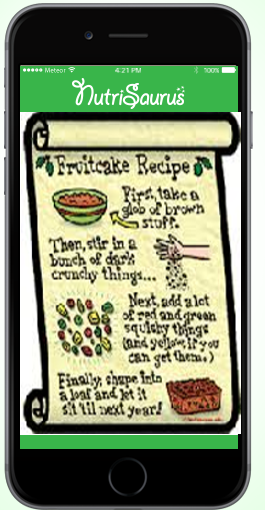 Meteor 4:21 PM 100%
NutriSaurus
Fruitcake Recipe
First, take a
glob of brown
stuff.
Then, stir in a
bunch of dark
crunchy things...
Next, add a lot
of red and green
squishy things
(and yellow, if you
can get them.)
Finally, shape into
a loaf and let it
sit 'til next year!